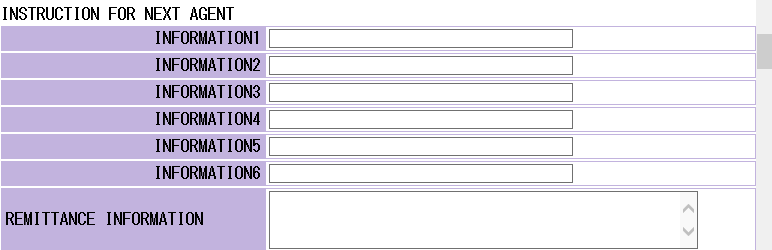 INSTRUCTION FOR NEXT AGENT
INFORMATION1
INFORMATION2
INFORMATION3
INFORMATION4
INFORMATION5
INFORMATION6
REMITTANCE INFORMATION